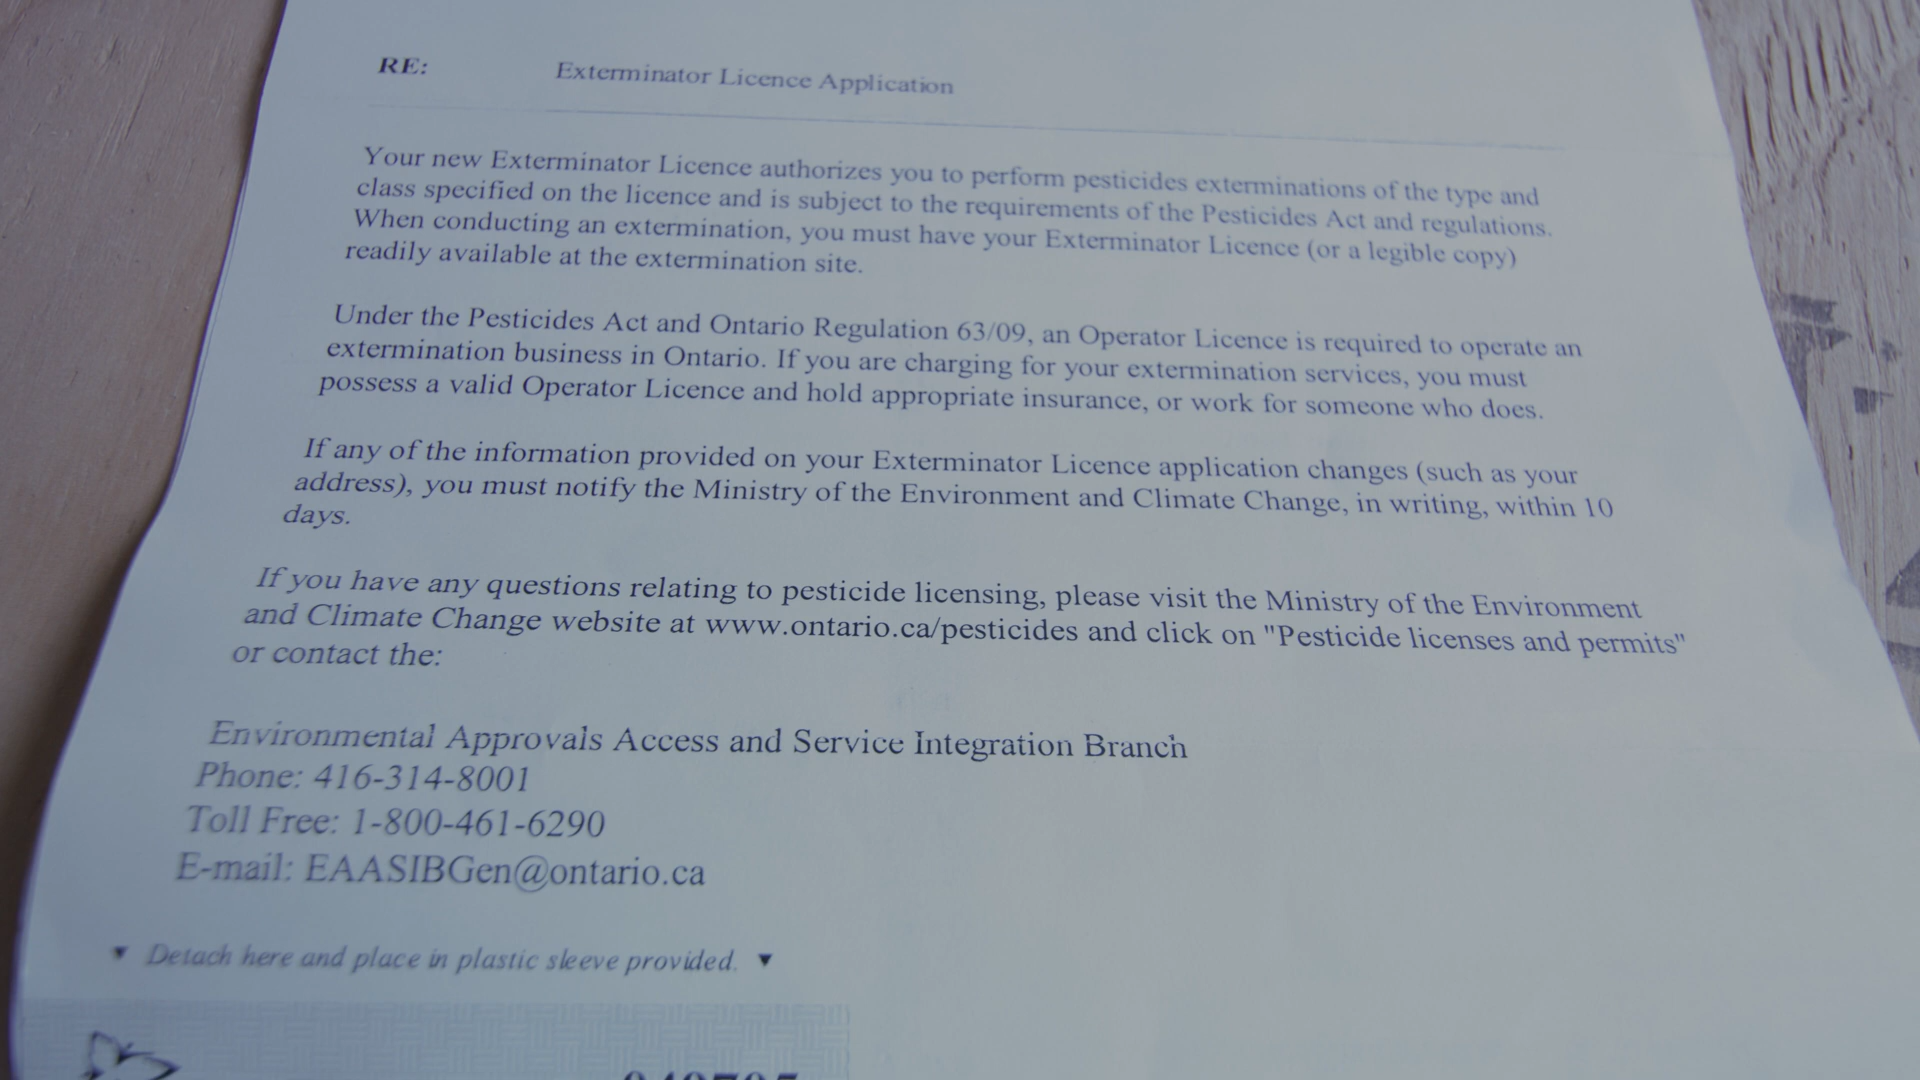 RE: Exterminator Licence Application
Your new Exterminator Licence authorizes you to perform pesticides exterminations of the type and
class specified on the licence and is subject to the requirements of the Pesticides Act and regulations.
When conducting an extermination, you must have your Exterminator Licence (or a legible copy)
readily available at the extermination site.
Under the Pesticides Act and Ontario Regulation 63/09, an Operator Licence is required to operate an
extermination business in Ontario. If you are charging for your extermination services, you must
possess a valid Operator Licence and hold appropriate insurance, or work for someone who does.
If any of the information provided on your Exterminator Licence application changes (such as your
address), you must notify the Ministry of the Environment and Climate Change, in writing, within 10
days.
If you have any questions relating to pesticide licensing, please visit the Ministry of the Environment
and Climate Change website at www.ontario.ca/pesticides and click on "Pesticide licenses and permits"
or contact the:
Environmental Approvals Access and Service Integration Branch
Phone: 416-314-8001
Toll Free: 1-800-461-6290
E-mail: EAASIBGen@ontario.ca
▼ Detach here and place in plastic sleeve provided. ▼